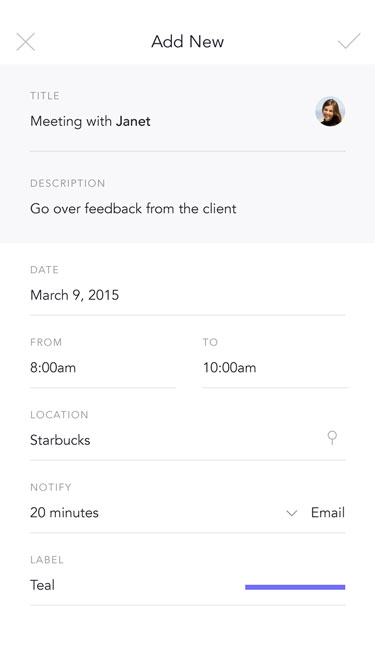 Add New
TITLE
Meeting with Janet
DESCRIPTION
Go over feedback from the client
DATE
March 9, 2015
FROM TO
8:00am 10:00am
LOCATION
Starbucks
NOTIFY
20 minutes Email
LABEL
Teal